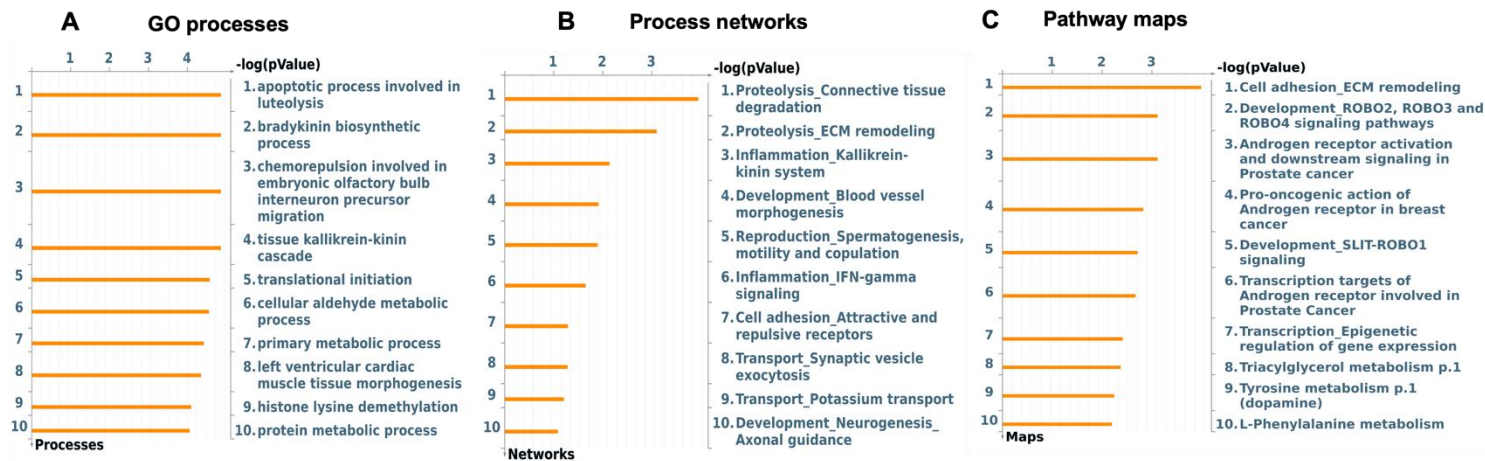 A GO processes
1 2 3 4
-log(pValue)
1 1. apoptotic process involved in
luteolysis
2 2. bradykinin biosynthetic
process
3 3. chemorepulsion involved in
embryonic olfactory bulb
interneuron precursor
migration
4 4. tissue kallikrein-kinin
cascade
5 5. translational initiation
6 6. cellular aldehyde metabolic
process
7 7. primary metabolic process
8 8. left ventricular cardiac
muscle tissue morphogenesis
9 9. histone lysine demethylation
10 10. protein metabolic process
Processes
B Process networks
1 2 3
-log(pValue)
1 1. Proteolysis_Connective tissue
degradation
2 2. Proteolysis_ECM remodeling
3 3. Inflammation_Kallikrein-
kinin system
4 4. Development_Blood vessel
morphogenesis
5 5. Reproduction_Spermatogenesis,
motility and copulation
6 6. Inflammation_IFN-gamma
signaling
7 7. Cell adhesion_Attractive and
repulsive receptors
8 8. Transport_Synaptic vesicle
exocytosis
9 9. Transport_Potassium transport
10 10. Development_Neurogenesis_
Axonal guidance
Networks
C Pathway maps
1 2 3
-log(pValue)
1 1. Cell adhesion_ECM remodeling
2 2. Development_ROBO2, ROBO3 and
ROBO4 signaling pathways
3 3. Androgen receptor activation
and downstream signaling in
Prostate cancer
4 4. Pro-oncogenic action of
Androgen receptor in breast
cancer
5 5. Development_SLIT-ROBO1
signaling
6 6. Transcription targets of
Androgen receptor involved in
Prostate Cancer
7 7. Transcription_Epigenetic
regulation of gene expression
8 8. Triacylglycerol metabolism p.1
9 9. Tyrosine metabolism p.1
(dopamine)
10 10. L-Phenylalanine metabolism
Maps